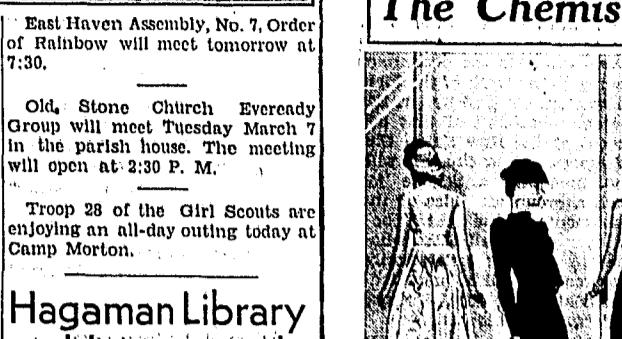 East Haven Assembly, No. 7, Order
of Rainbow will meet tomorrow at
7:30.
Old Stone Church Eveready
Group will meet Tuesday March 7
in the parish house. The meeting
will open at 2:30 P. M.
Troop 28 of the Girl Scouts are
enjoying an all-day outing today at
Camp Morton.
Hagaman Library
The Chemis